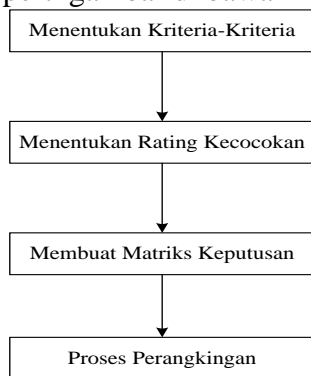 Menentukan Kriteria-Kriteria
Menentukan Rating Kecocokan
Membuat Matriks Keputusan
Proses Perangkingan